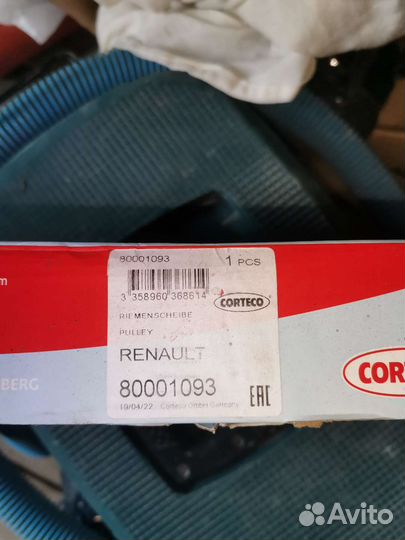 80001093
1 PCS
3 358960 368614
CORTECO
RIEMENSCHEIBE
PULLEY
RENAULT
80001093
19/04/22 Corteco GmbH Germany
EAC
m
BERG
CORT
Avito